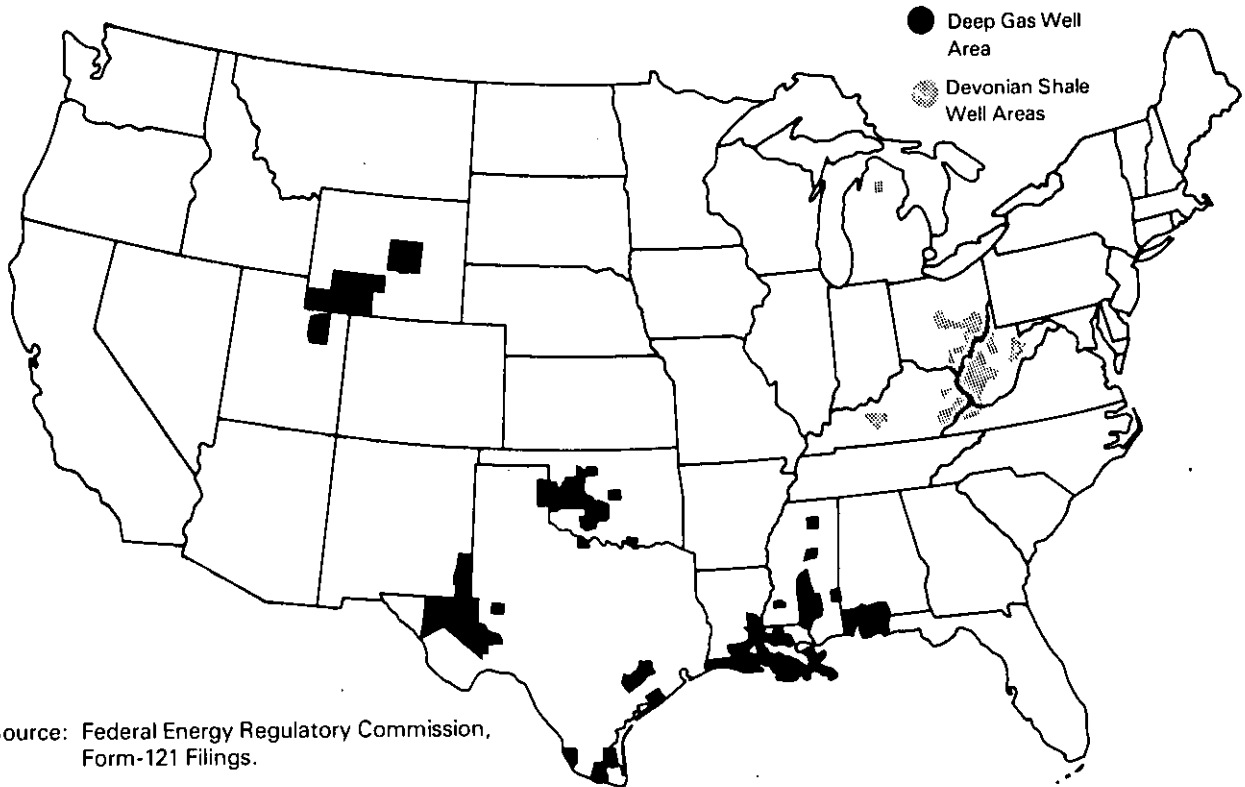 Deep Gas Well
Area
Devonian Shale
Well Areas
ource: Federal Energy Regulatory Commission,
Form-121 Filings.